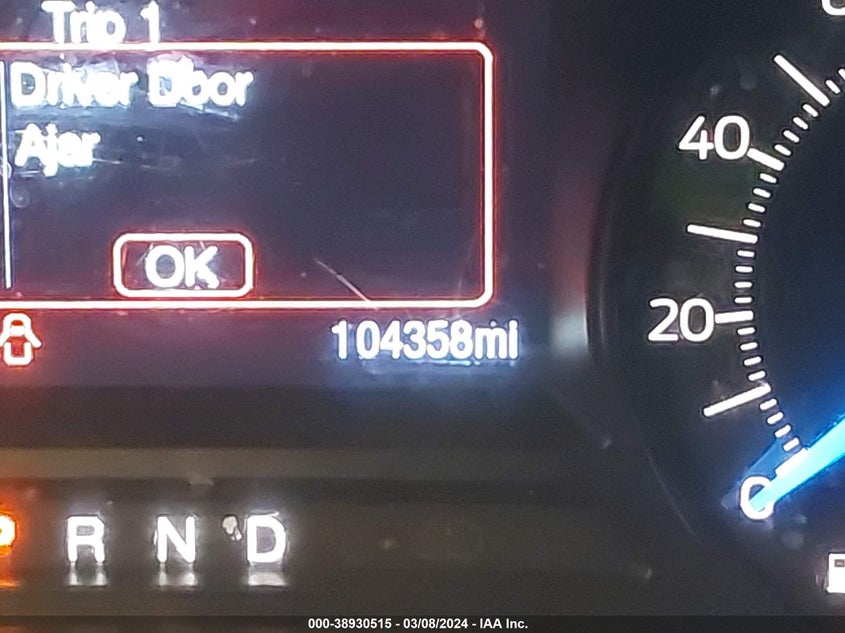 Trip 1
Driver Door
Ajar
OK
104358mi
40
20
0
P R N D
000-38930515 - 03/08/2024 - IAA Inc.